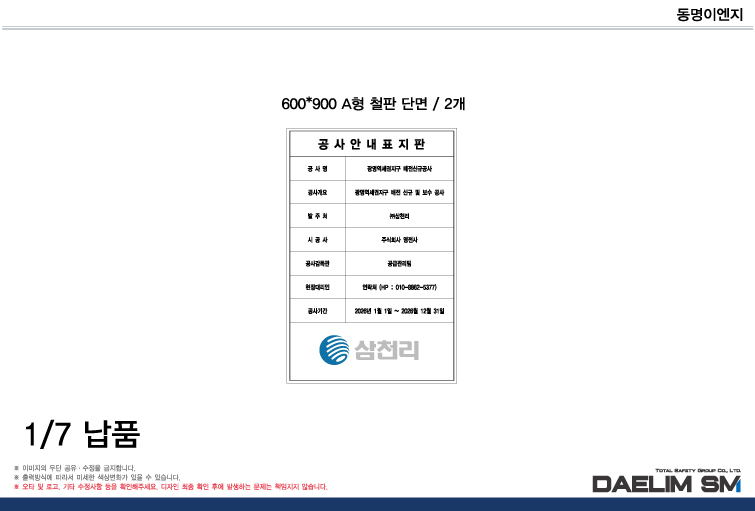 동명이엔지
600*900 A형 철판 단면 / 2개
공사안내표지판
공 사 명 광명역세권지구 배전신규공사
공사개요 광명역세권지구 배전 신규 및 보수 공사
발 주 처 ㈜삼천리
시 공 사 주식회사 명전사
공사감독관 공급관리팀
현장대리인 연락처 (HP : 010-8862-5377)
공사기간 2026년 1월 1일 ~ 2026월 12월 31일
삼천리
1/7 납품
※ 이미지의 무단 공유·수정을 금지합니다.
※ 출력방식에 따라서 미세한 색상변화가 있을 수 있습니다.
※ 오타 및 로고, 기타 수정사항 등을 확인해주세요. 디자인 최종 확인 후에 발생하는 문제는 책임지지 않습니다.
TOTAL SAFETY GROUP CO., LTD.
DAELIM SM